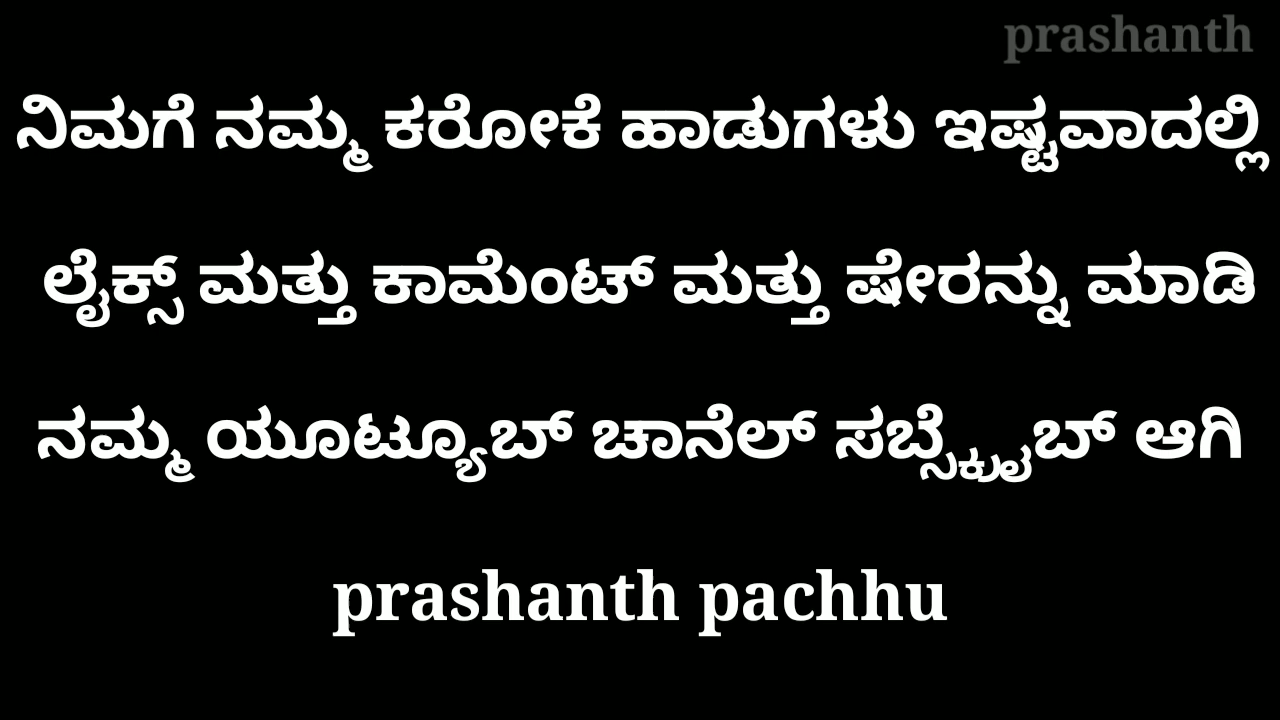 prashanth
ನಿಮಗೆ ನಮ್ಮ ಕರೋಕೆ ಹಾಡುಗಳು ಇಷ್ಟವಾದಲ್ಲಿ
ಲೈಕ್ಸ್ ಮತ್ತು ಕಾಮೆಂಟ್ ಮತ್ತು ಷೇರನ್ನು ಮಾಡಿ
ನಮ್ಮ ಯೂಟ್ಯೂಬ್ ಚಾನೆಲ್ ಸಬ್ಸ್ಕ್ರೈಬ್ ಆಗಿ
prashanth pachhu